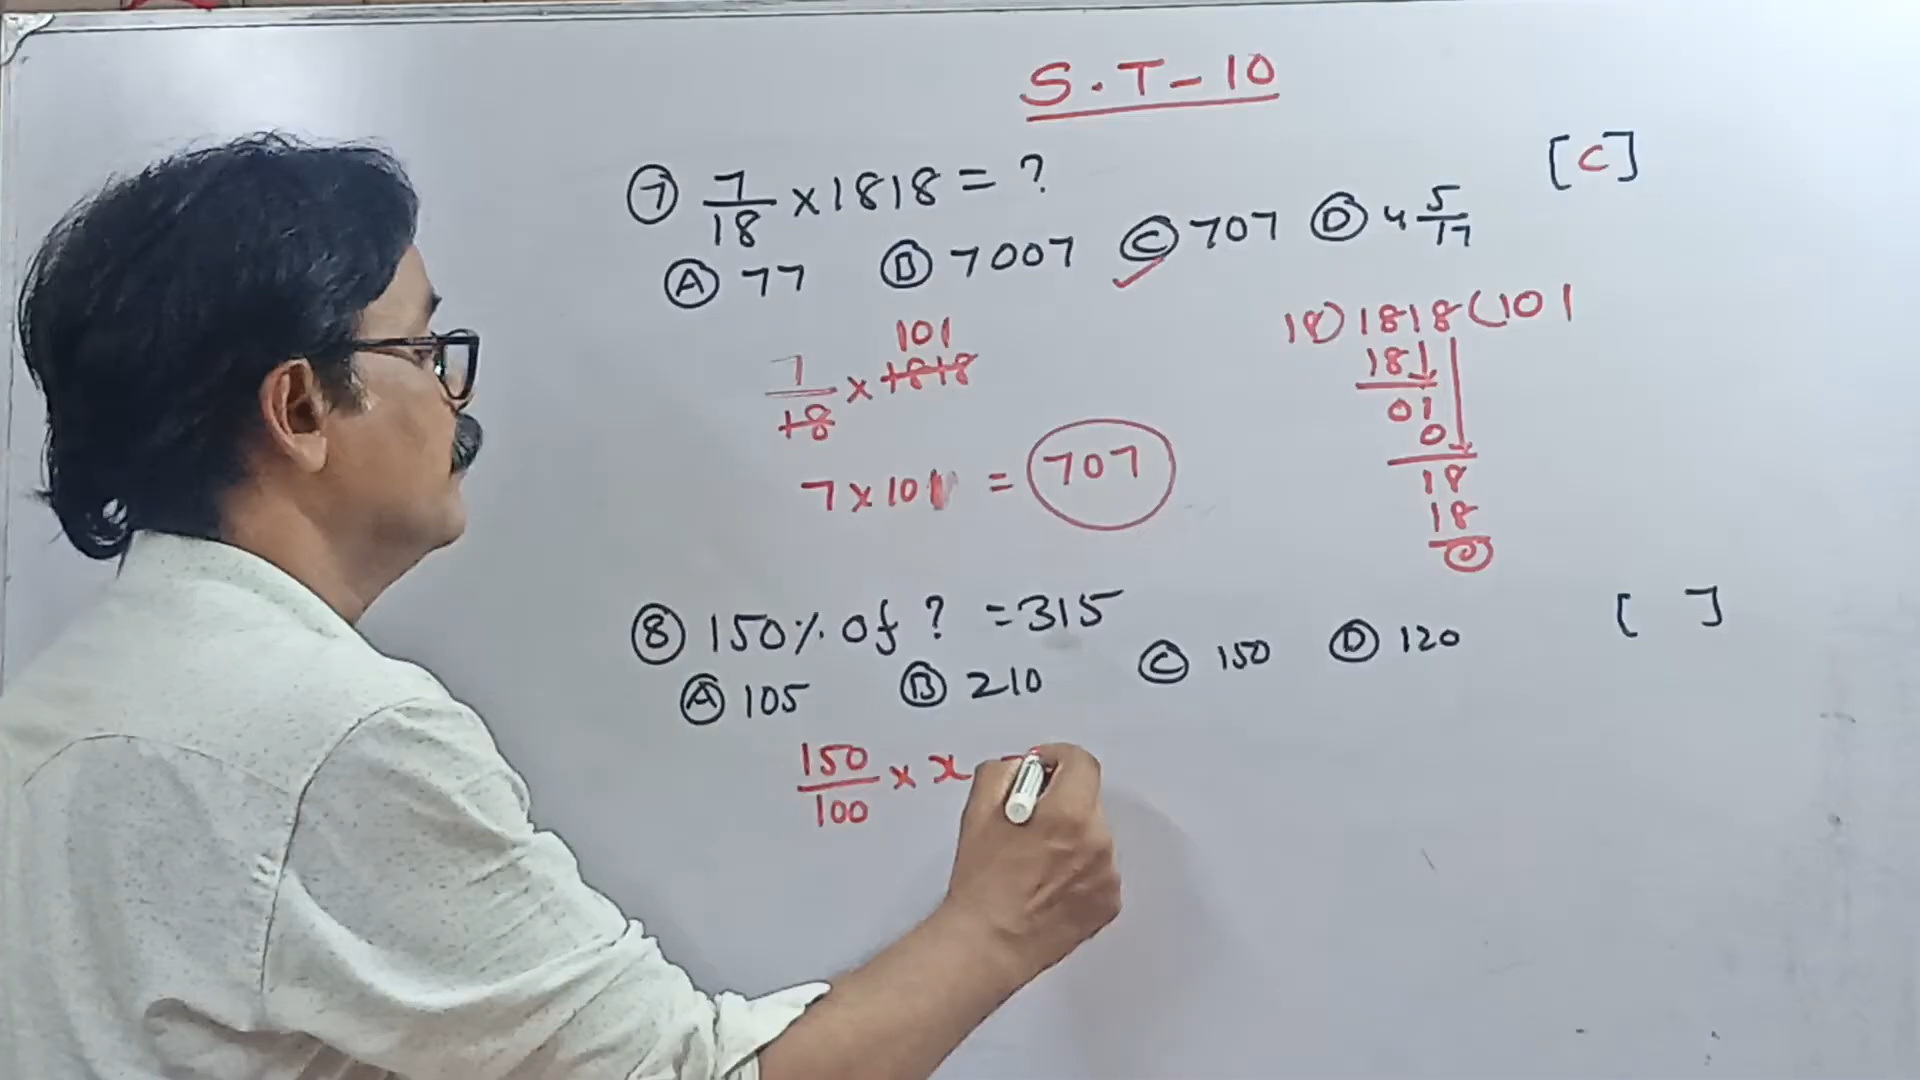 S.T-10
⑦ 7/18 × 1818 = ? [C]
Ⓐ 77 Ⓑ 7007 Ⓒ 707 Ⓓ 4 5/17
7/18 × 1818 101
7 × 101 = 707
18) 1818 (101
18
01
0
18
18
0
⑧ 150% of ? = 315 [ ]
Ⓐ 105 Ⓑ 210 Ⓒ 150 Ⓓ 120
150/100 × x